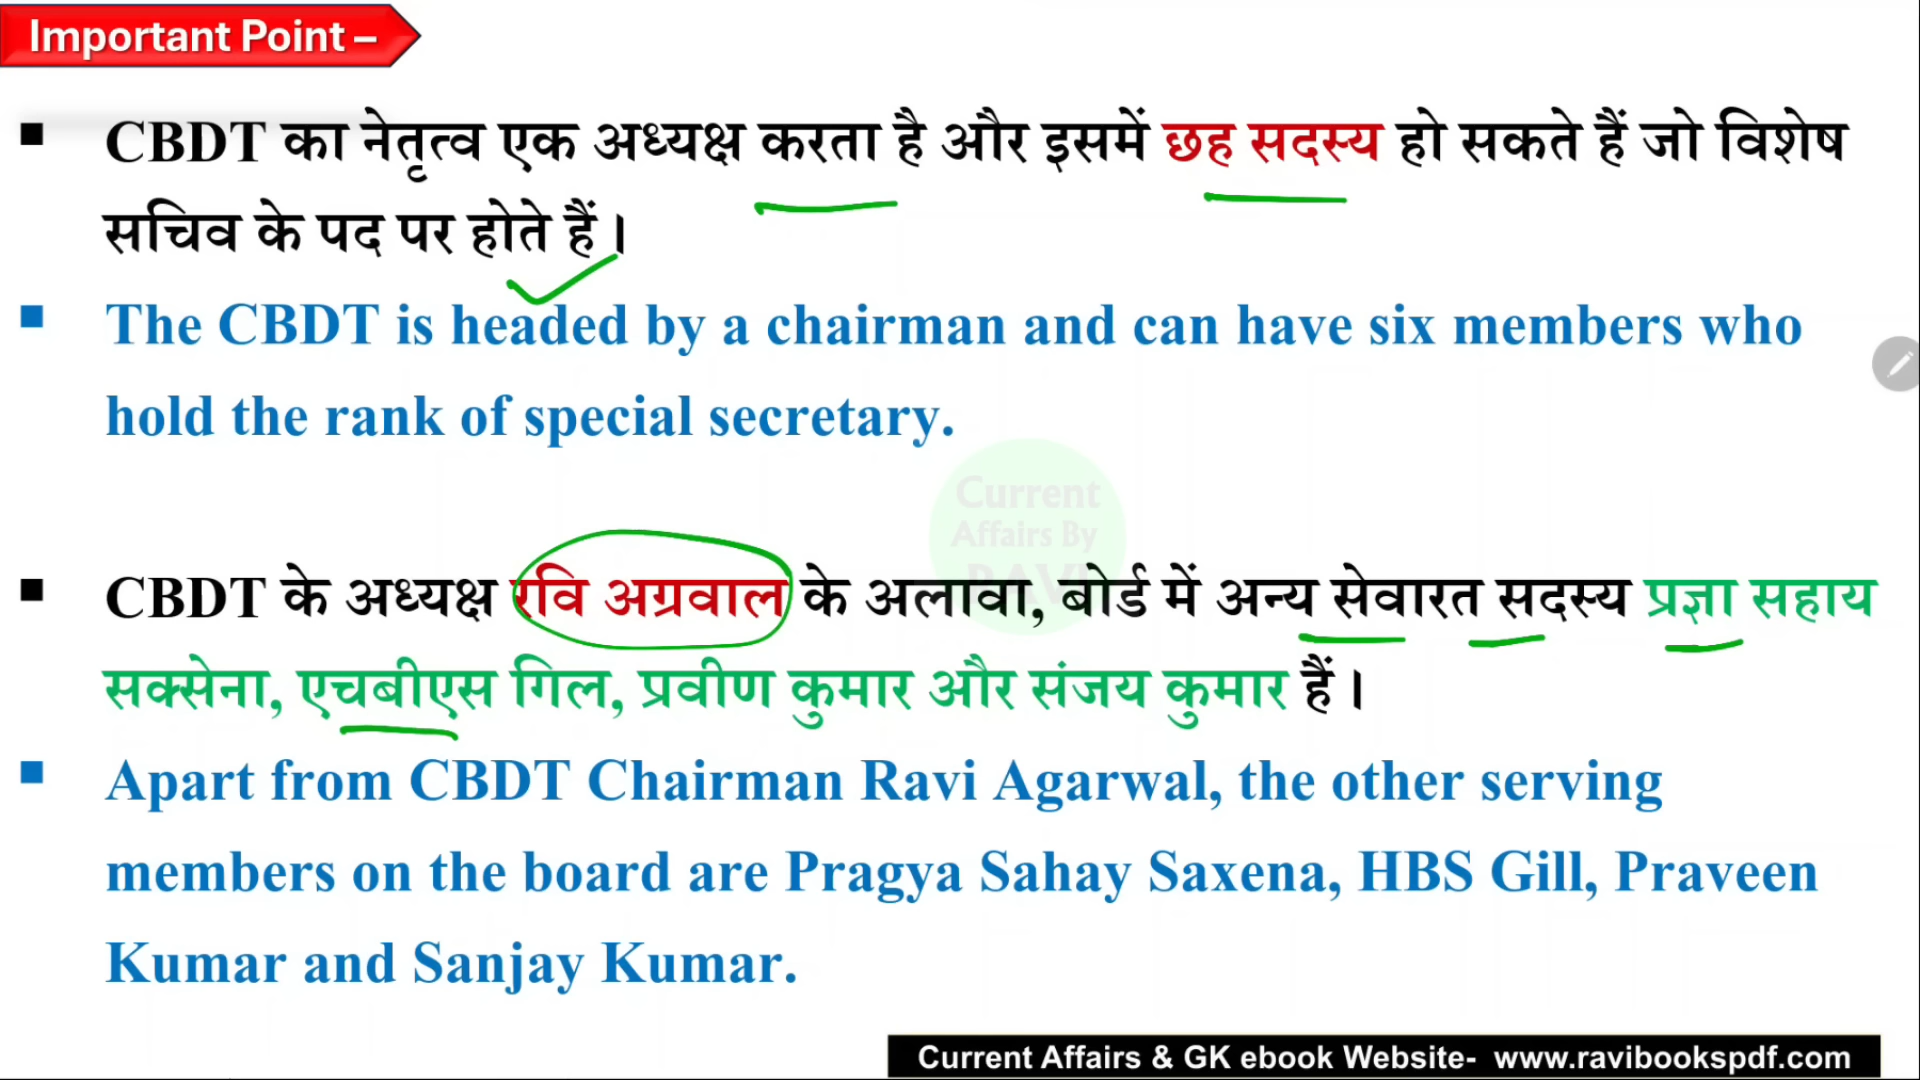 Important Point –
▪ CBDT का नेतृत्व एक अध्यक्ष करता है और इसमें छह सदस्य हो सकते हैं जो विशेष
सचिव के पद पर होते हैं।
▪ The CBDT is headed by a chairman and can have six members who
hold the rank of special secretary.
Current
Affairs By
RAVI
▪ CBDT के अध्यक्ष रवि अग्रवाल के अलावा, बोर्ड में अन्य सेवारत सदस्य प्रज्ञा सहाय
सक्सेना, एचबीएस गिल, प्रवीण कुमार और संजय कुमार हैं।
▪ Apart from CBDT Chairman Ravi Agarwal, the other serving
members on the board are Pragya Sahay Saxena, HBS Gill, Praveen
Kumar and Sanjay Kumar.
Current Affairs & GK ebook Website- www.ravibookspdf.com